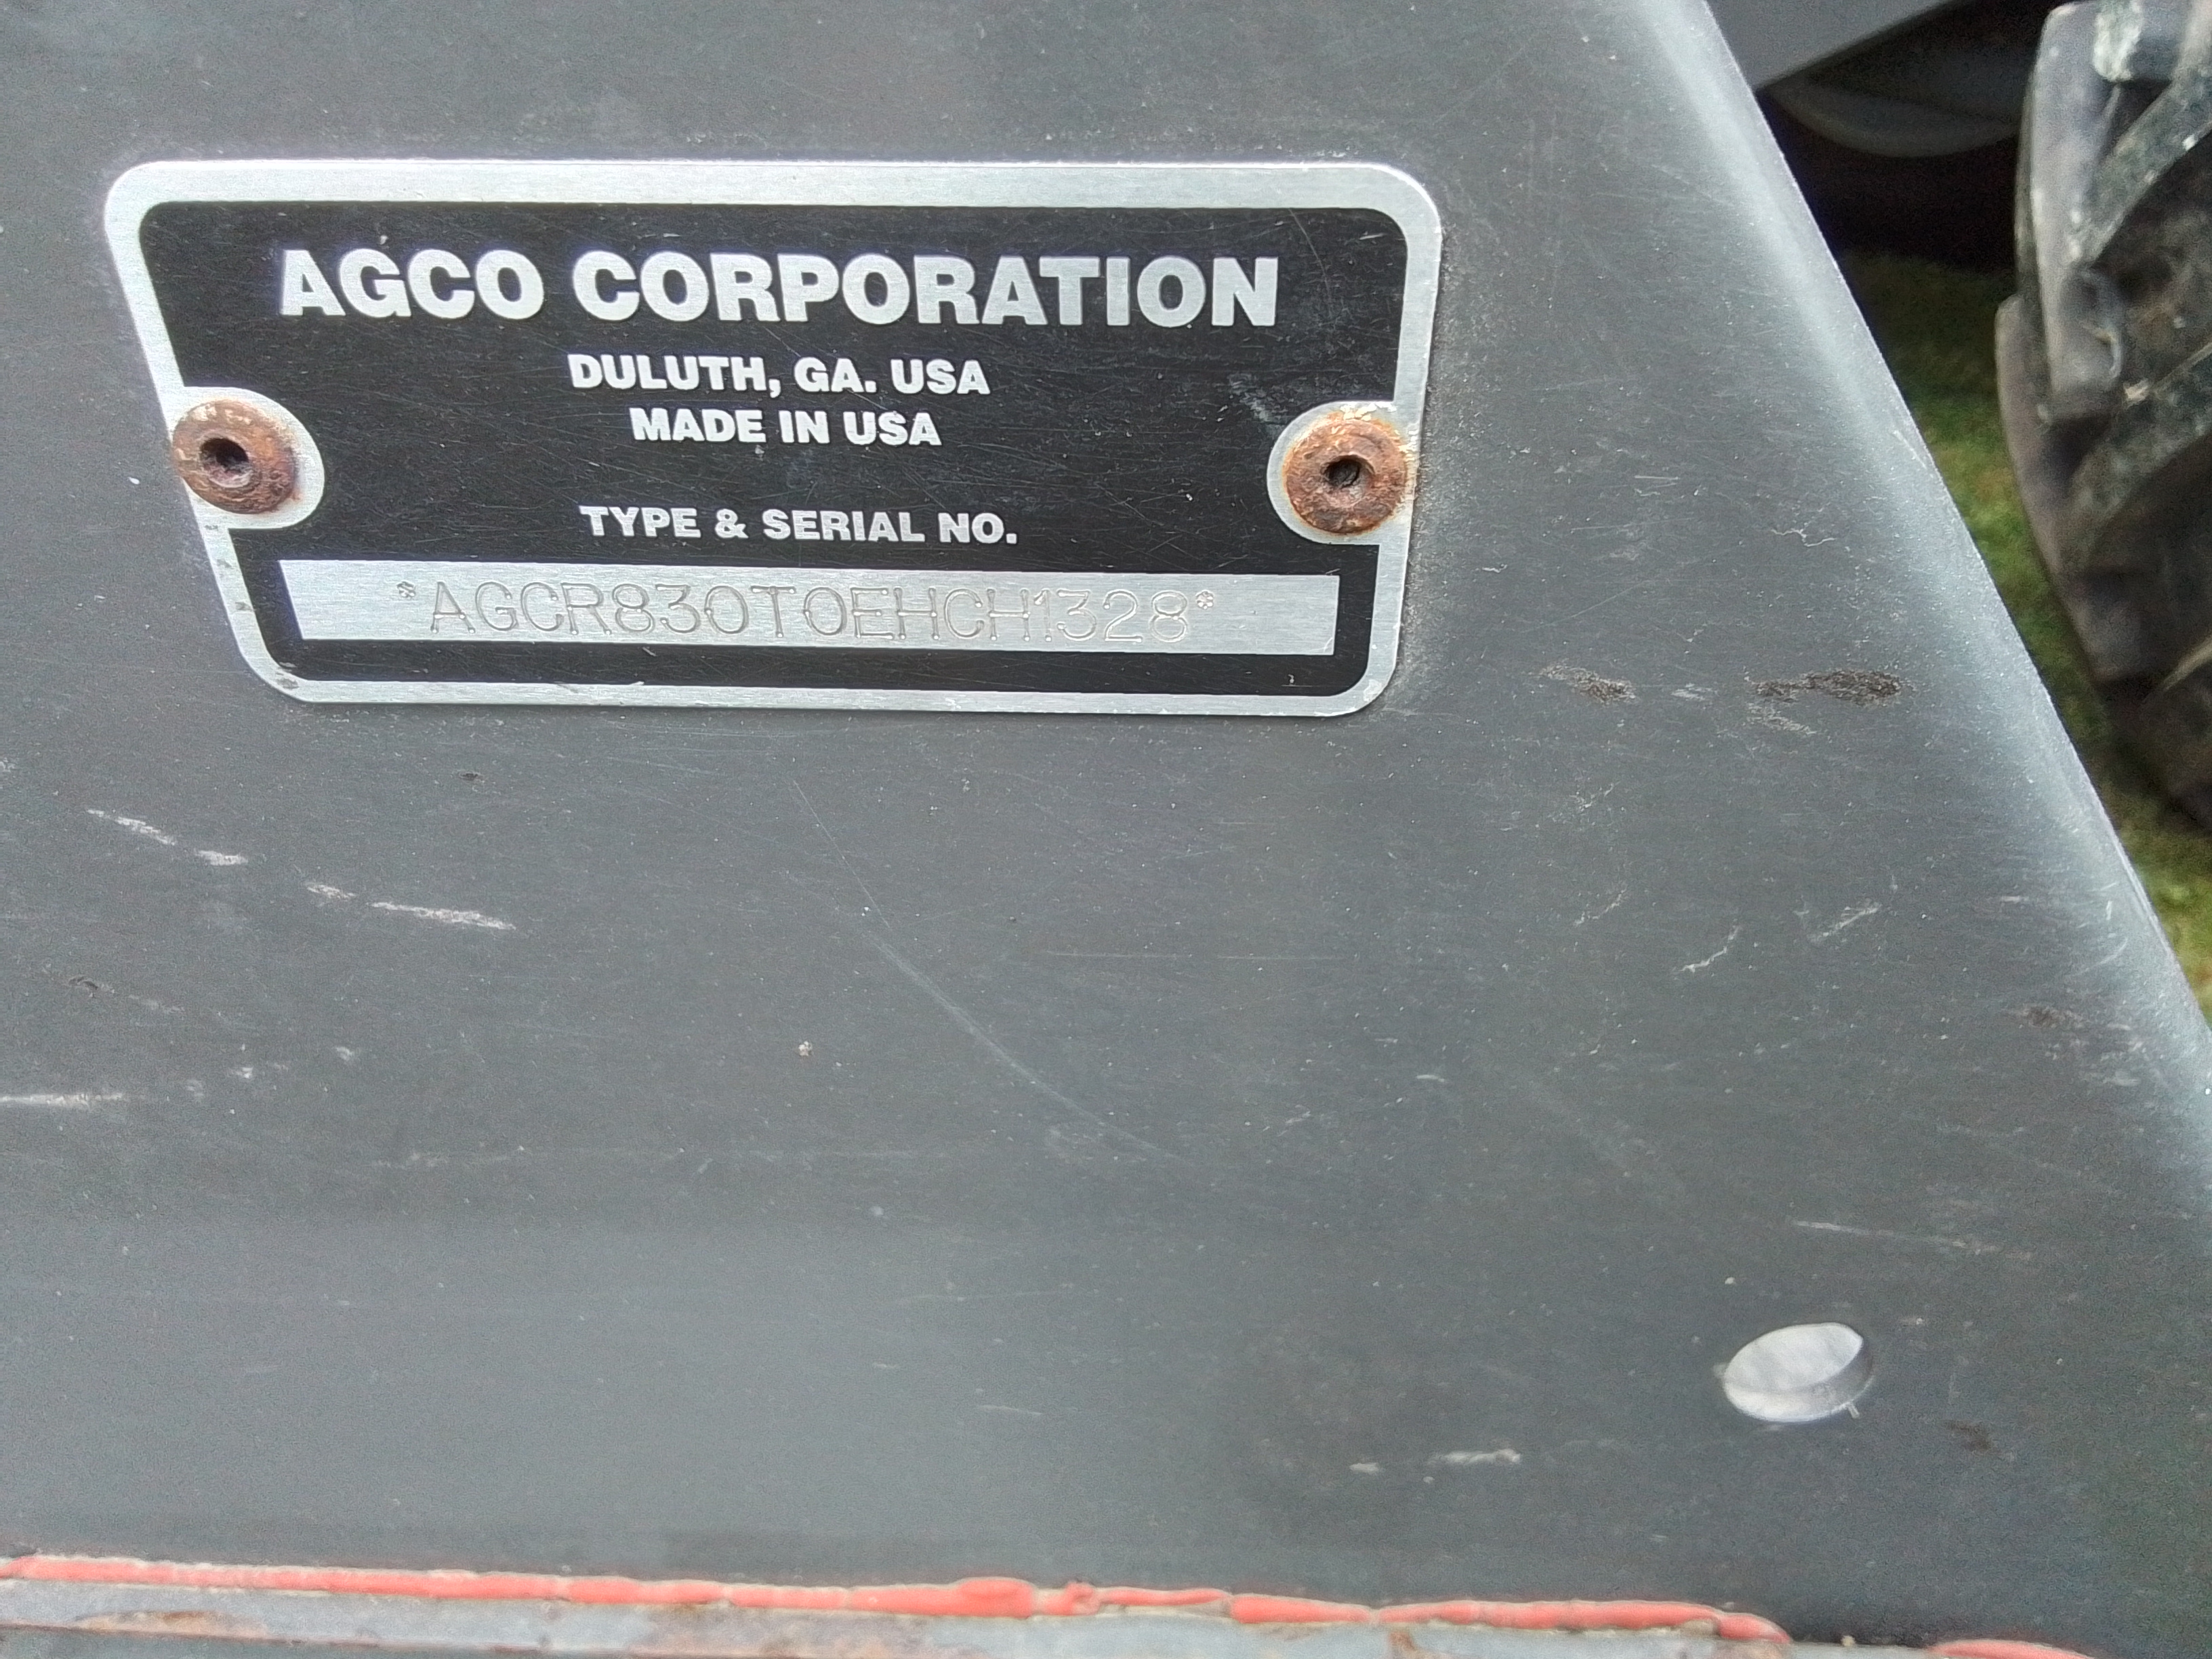 AGCO CORPORATION
DULUTH, GA. USA
MADE IN USA
TYPE & SERIAL NO.
*AGCR830T0EHCH1328*